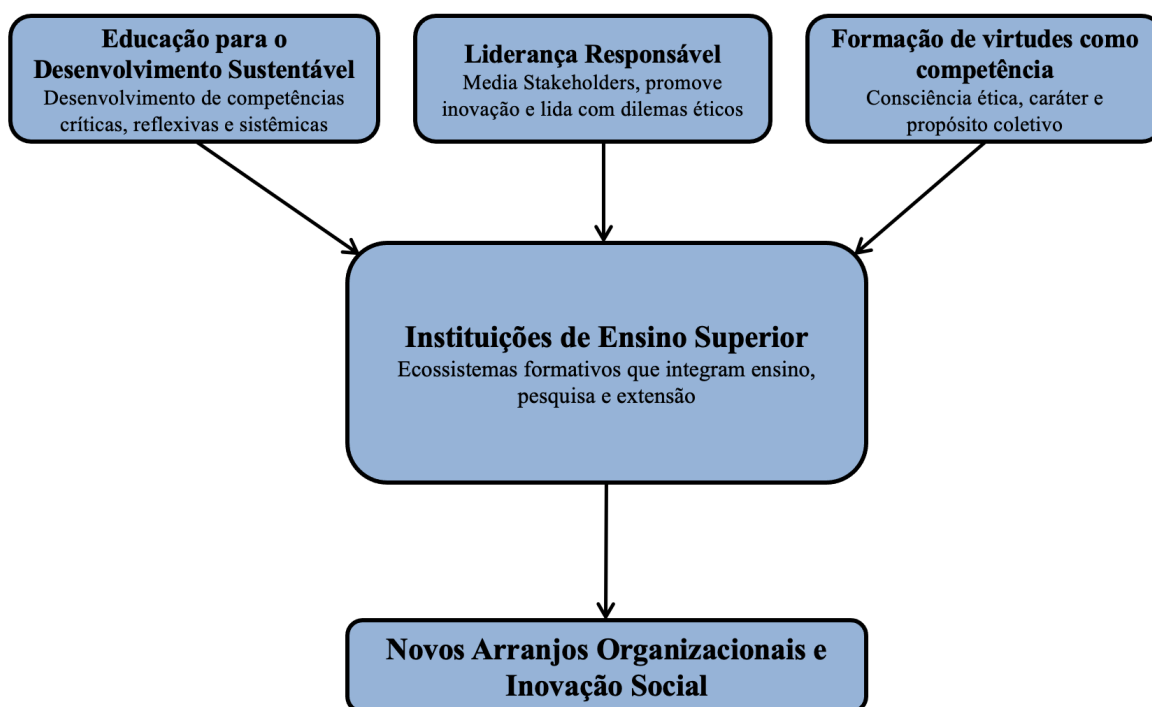 Educação para o
Desenvolvimento Sustentável
Desenvolvimento de competências
críticas, reflexivas e sistêmicas
Liderança Responsável
Media Stakeholders, promove
inovação e lida com dilemas éticos
Formação de virtudes como
competência
Consciência ética, caráter e
propósito coletivo
Instituições de Ensino Superior
Ecossistemas formativos que integram ensino,
pesquisa e extensão
Novos Arranjos Organizacionais e
Inovação Social